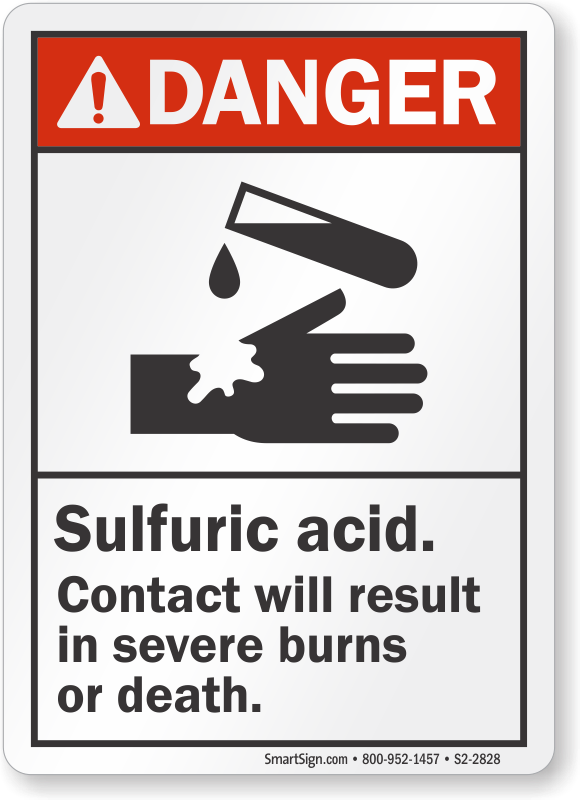 DANGER
Sulfuric acid.
Contact will result
in severe burns
or death.
SmartSign.com • 800-952-1457 • S2-2828